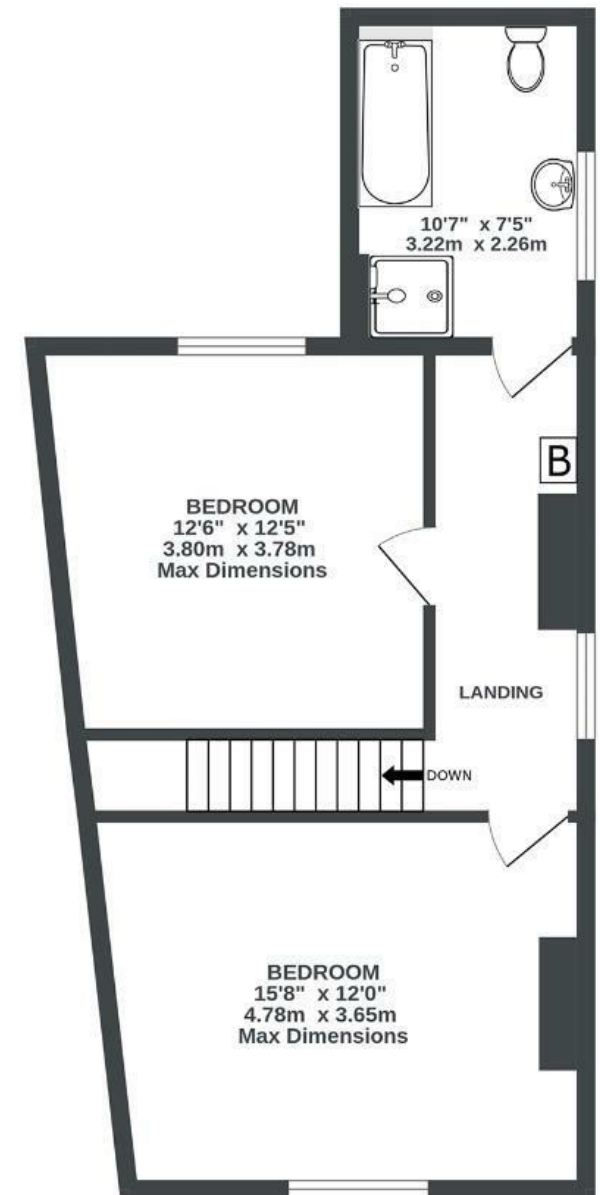 10'7" x 7'5"
3.22m x 2.26m
B
BEDROOM
12'6" x 12'5"
3.80m x 3.78m
Max Dimensions
LANDING
DOWN
BEDROOM
15'8" x 12'0"
4.78m x 3.65m
Max Dimensions